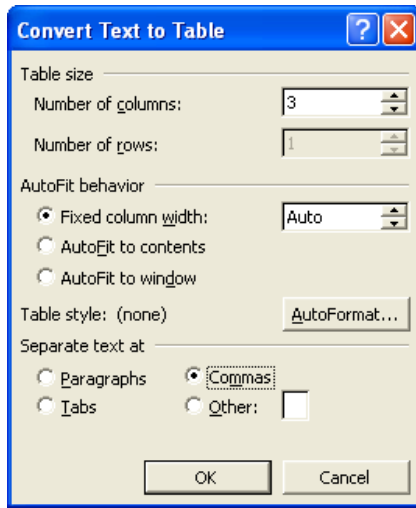 Convert Text to Table
Table size
Number of columns: 3
Number of rows: 1
AutoFit behavior
Fixed column width: Auto
AutoFit to contents
AutoFit to window
Table style: (none) AutoFormat...
Separate text at
Paragraphs Commas
Tabs Other:
OK Cancel